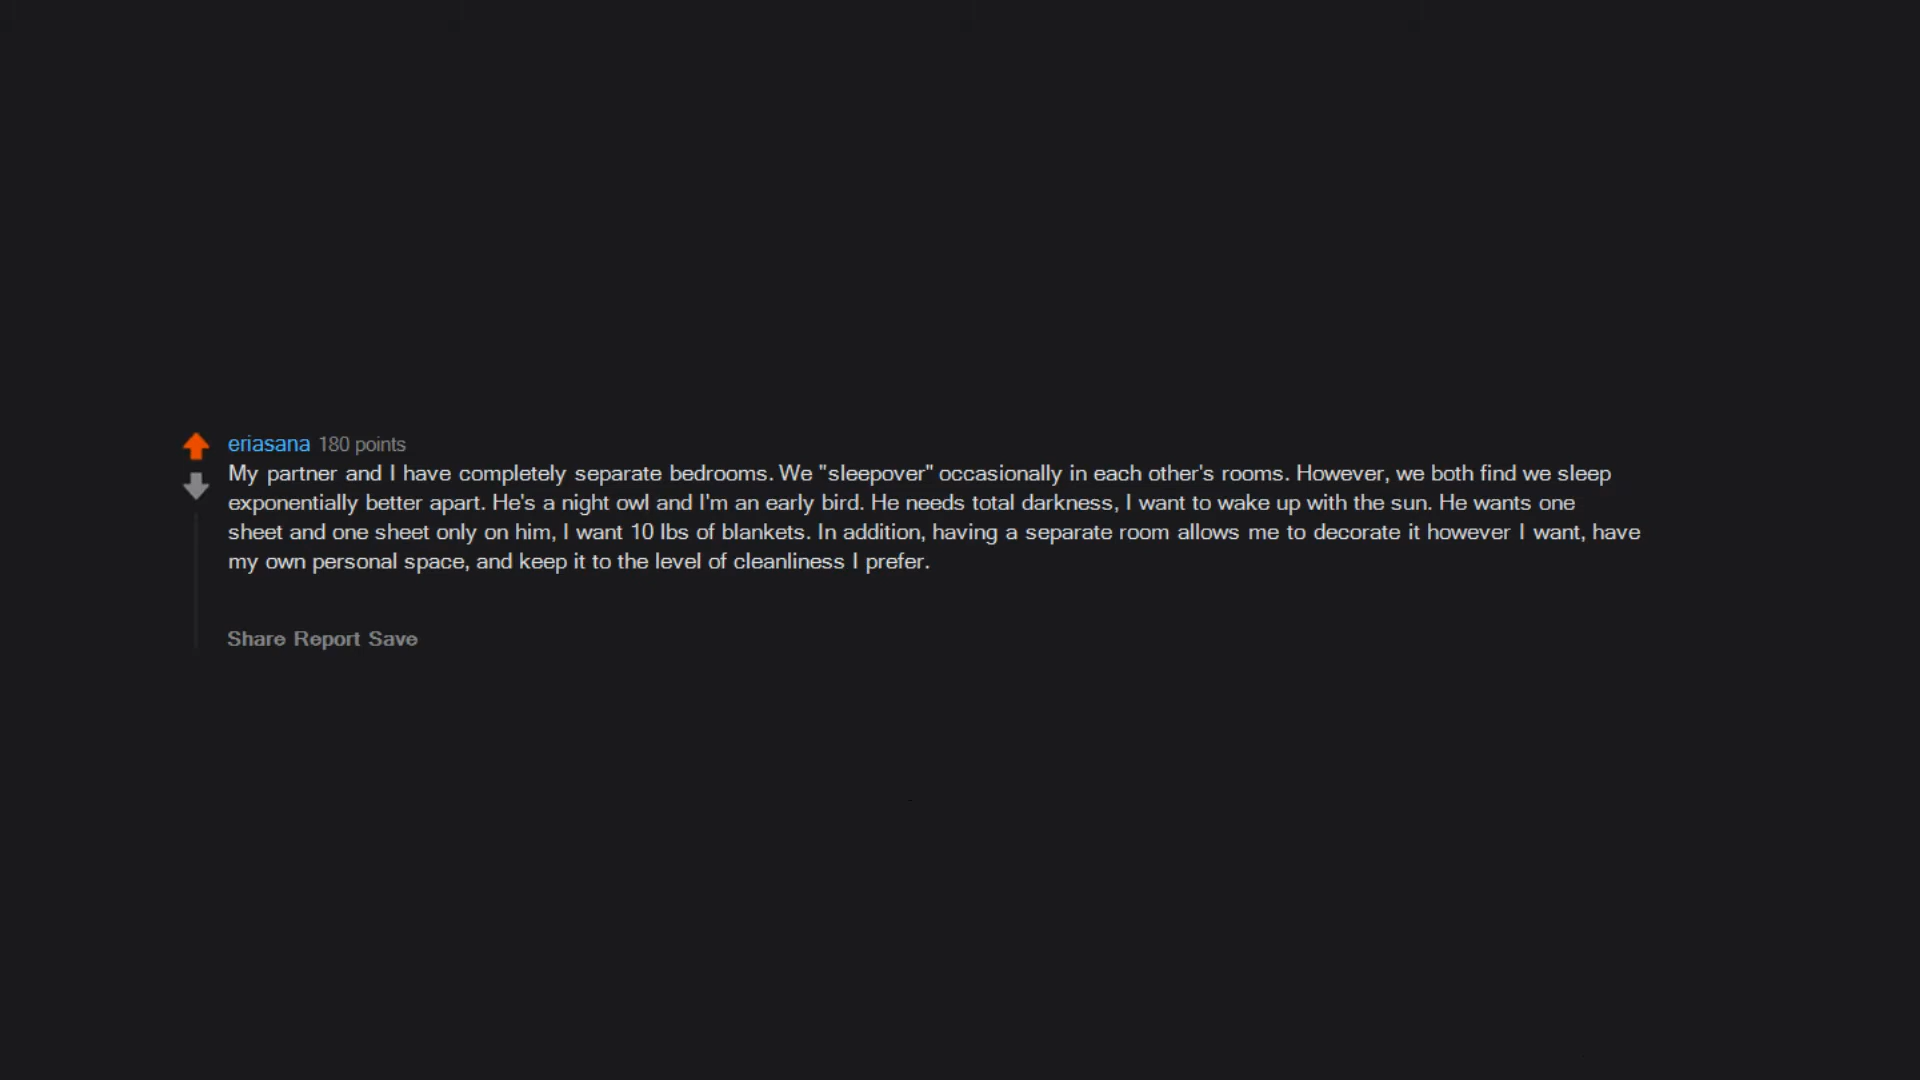 eriasana 180 points
My partner and I have completely separate bedrooms. We "sleepover" occasionally in each other's rooms. However, we both find we sleep
exponentially better apart. He's a night owl and I'm an early bird. He needs total darkness, I want to wake up with the sun. He wants one
sheet and one sheet only on him, I want 10 lbs of blankets. In addition, having a separate room allows me to decorate it however I want, have
my own personal space, and keep it to the level of cleanliness I prefer.
Share Report Save